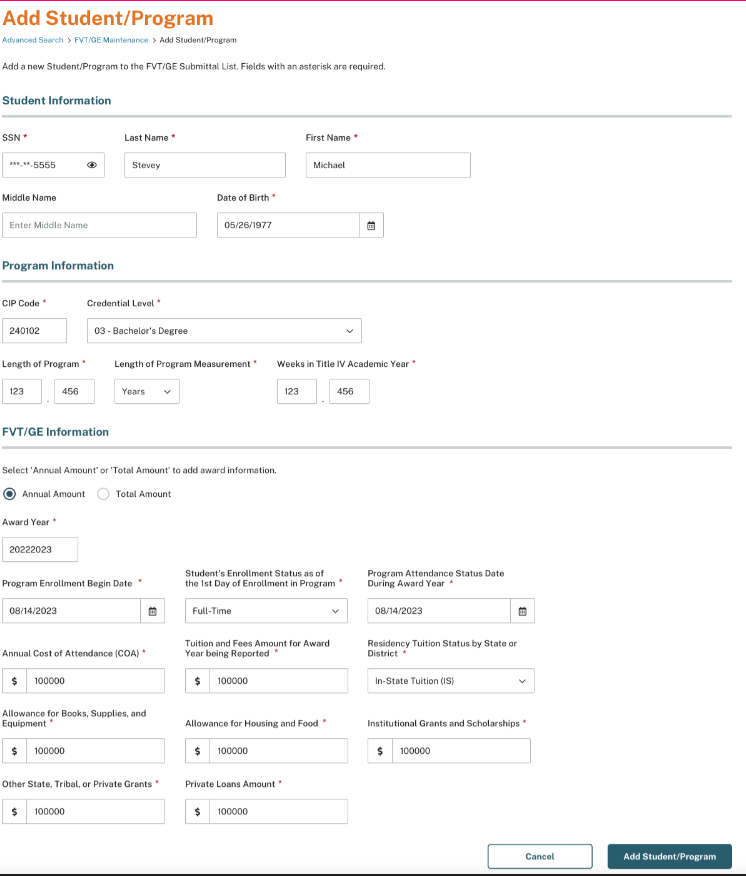 Add Student/Program
Advanced Search > FVT/GE Maintenance > Add Student/Program
Add a new Student/Program to the FVT/GE Submittal List. Fields with an asterisk are required.
Student Information
SSN * Last Name * First Name *
***-**-5555 Stevey Michael
Middle Name Date of Birth *
Enter Middle Name 05/26/1977
Program Information
CIP Code * Credential Level *
240102 03 - Bachelor's Degree
Length of Program * Length of Program Measurement * Weeks in Title IV Academic Year *
123 . 456 Years 123 . 456
FVT/GE Information
Select 'Annual Amount' or 'Total Amount' to add award information.
Annual Amount Total Amount
Award Year *
20222023
Program Enrollment Begin Date *
Student's Enrollment Status as of
the 1st Day of Enrollment in Program *
Program Attendance Status Date
During Award Year *
08/14/2023 Full-Time 08/14/2023
Annual Cost of Attendance (COA) *
Tuition and Fees Amount for Award
Year being Reported *
Residency Tuition Status by State or
District *
$ 100000 $ 100000 In-State Tuition (IS)
Allowance for Books, Supplies, and
Equipment *
Allowance for Housing and Food * Institutional Grants and Scholarships *
$ 100000 $ 100000 $ 100000
Other State, Tribal, or Private Grants * Private Loans Amount *
$ 100000 $ 100000
Cancel Add Student/Program